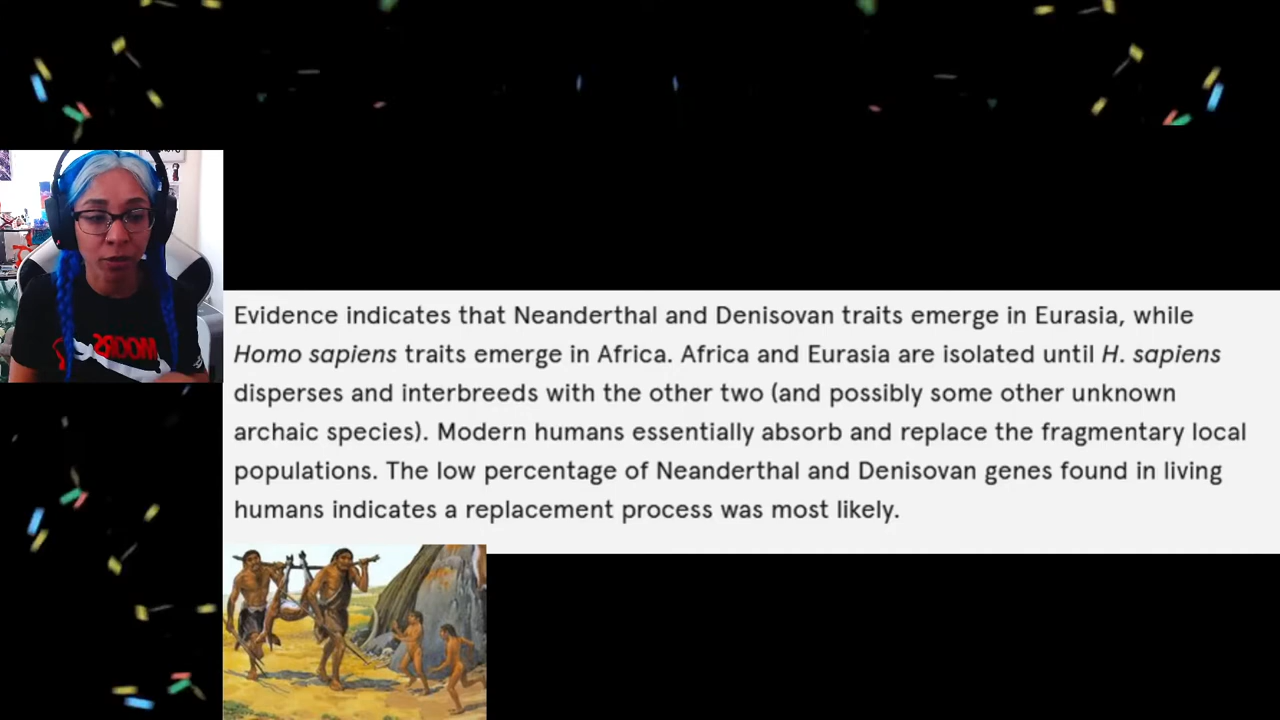 Evidence indicates that Neanderthal and Denisovan traits emerge in Eurasia, while
Homo sapiens traits emerge in Africa. Africa and Eurasia are isolated until H. sapiens
disperses and interbreeds with the other two (and possibly some other unknown
archaic species). Modern humans essentially absorb and replace the fragmentary local
populations. The low percentage of Neanderthal and Denisovan genes found in living
humans indicates a replacement process was most likely.